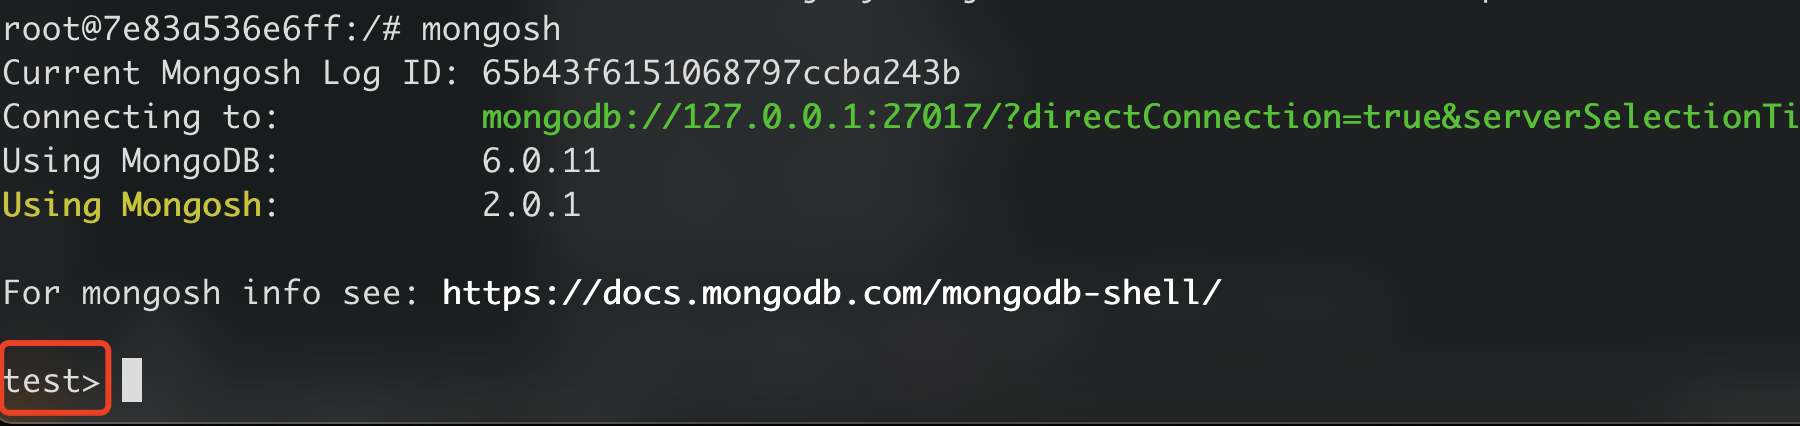 root@7e83a536e6ff:/# mongosh
Current Mongosh Log ID: 65b43f6151068797ccba243b
Connecting to: mongodb://127.0.0.1:27017/?directConnection=true&serverSelectionTi
Using MongoDB: 6.0.11
Using Mongosh: 2.0.1
For mongosh info see: https://docs.mongodb.com/mongodb-shell/
test>